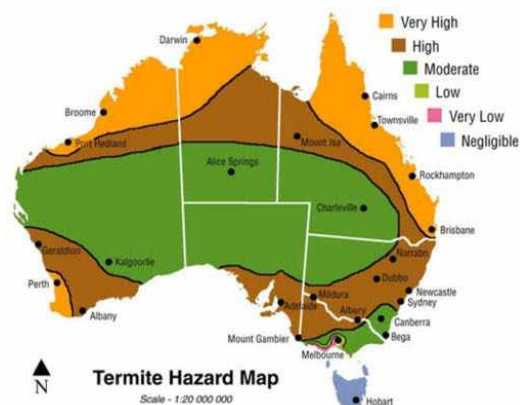 Darwin
Very High
High
Moderate
Low
Very Low
Negligible
Broome
Cairns
Townsville
Port Hedland
Mount Isa
Alice Springs
Rockhampton
Charleville
Brisbane
Geraldton
Kalgoorlie
Narrabri
Dubbo
Perth
Mildura
Newcastle
Adelaide
Sydney
Albany
Albury
Canberra
Mount Gambier
Bega
Melbourne
N
Termite Hazard Map
Scale - 1:20 000 000
Hobart